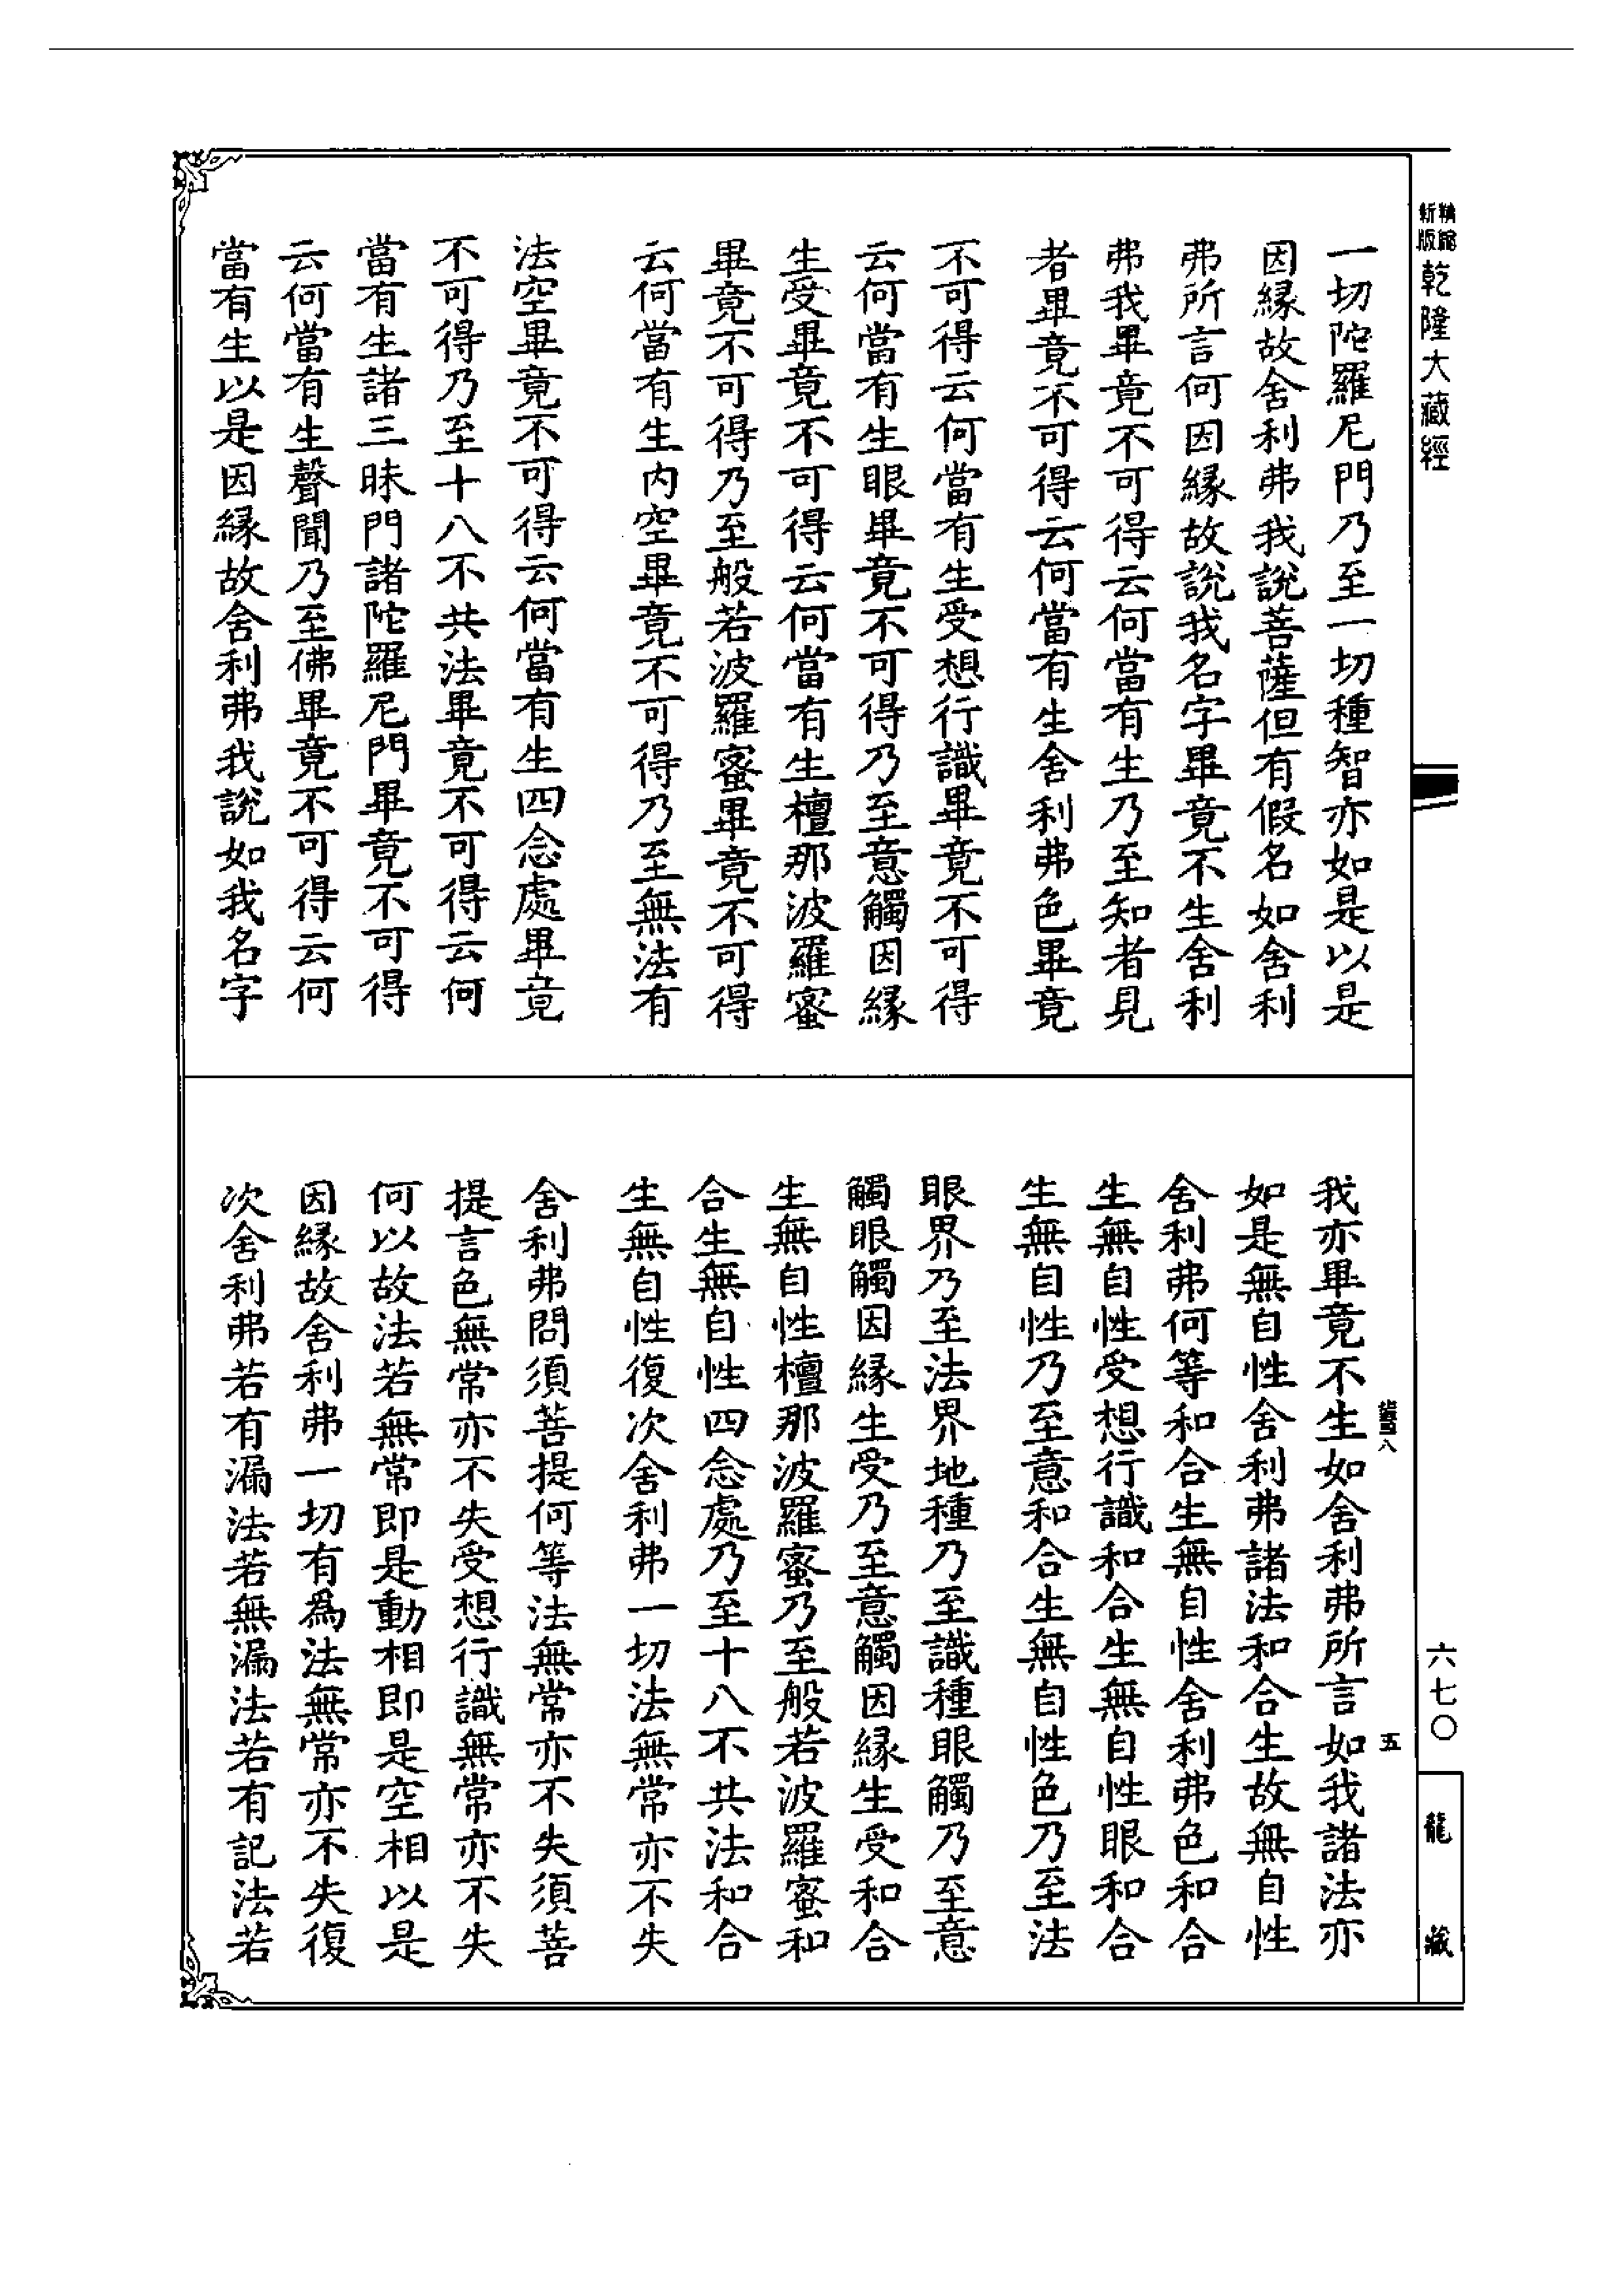 新版
乾隆大藏經
一切陀羅尼門乃至一切種智亦如是以是
因緣故舍利弗我說菩薩但有假名如舍利
弗所言何因緣故說我名字畢竟不生舍利
弗我畢竟不可得云何當有生乃至知者見
者畢竟不可得云何當有生舍利弗色畢竟
不可得云何當有生受想行識畢竟不可得
云何當有生眼畢竟不可得乃至意觸因緣
生受畢竟不可得云何當有生檀那波羅蜜
畢竟不可得乃至般若波羅蜜畢竟不可得
云何當有生內空畢竟不可得乃至無法有
法空畢竟不可得云何當有生四念處畢竟
不可得乃至十八不共法畢竟不可得云何
當有生諸三昧門諸陀羅尼門畢竟不可得
云何當有生聲聞乃至佛畢竟不可得云何
當有生以是因緣故舍利弗我說如我名字
八
五
我亦畢竟不生如舍利弗所言如我諸法亦
如是無自性舍利弗諸法和合生故無自性
舍利弗何等和合生無自性舍利弗色和合
生無自性受想行識和合生無自性眼和合
生無自性乃至意和合生無自性色乃至法
眼界乃至法界地種乃至識種眼觸乃至意
觸眼觸因緣生受乃至意觸因緣生受和合
生無自性檀那波羅蜜乃至般若波羅蜜和
合生無自性四念處乃至十八不共法和合
生無自性復次舍利弗一切法無常亦不失
舍利弗問須菩提何等法無常亦不失須菩
提言色無常亦不失受想行識無常亦不失
何以故法若無常即是動相即是空相以是
因緣故舍利弗一切有為法無常亦不失復
次舍利弗若有漏法若無漏法若有記法若
六七〇
龍藏